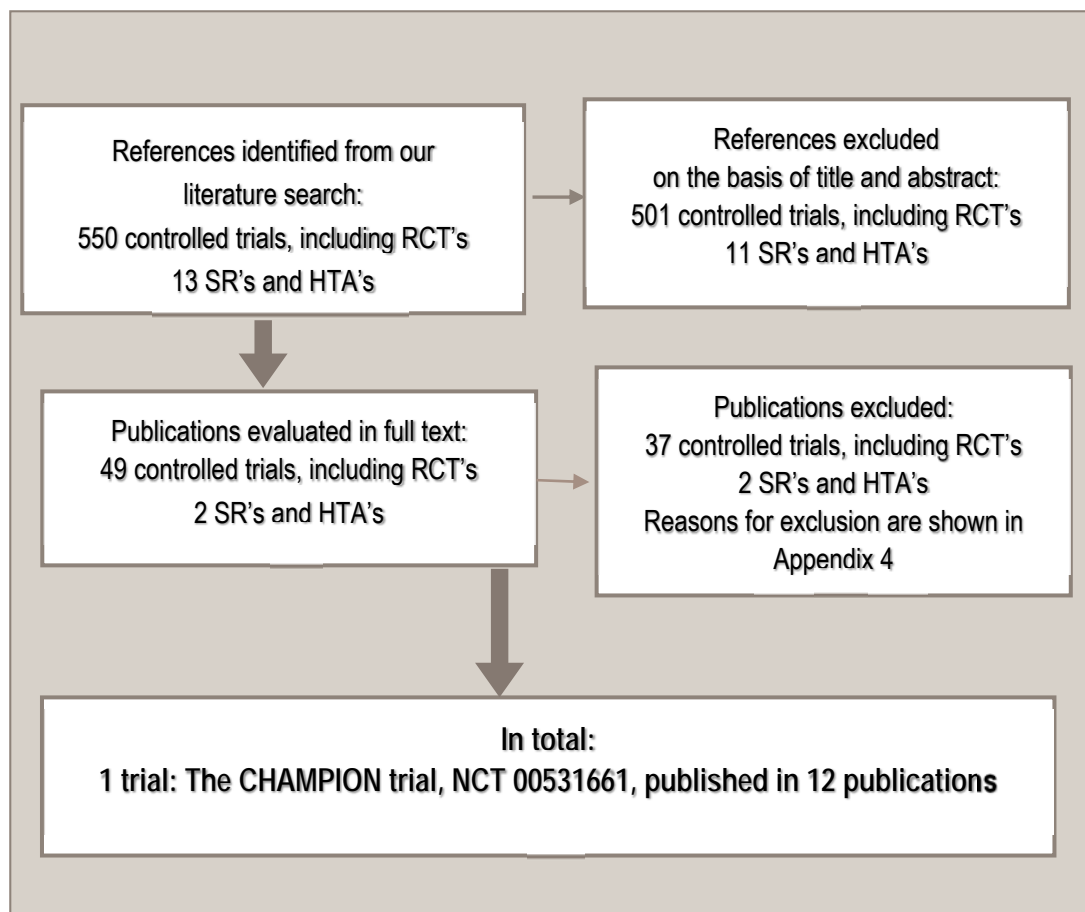 References identified from our
literature search:
550 controlled trials, including RCT’s
13 SR’s and HTA’s
References excluded
on the basis of title and abstract:
501 controlled trials, including RCT’s
11 SR’s and HTA’s
Publications evaluated in full text:
49 controlled trials, including RCT’s
2 SR’s and HTA’s
Publications excluded:
37 controlled trials, including RCT’s
2 SR’s and HTA’s
Reasons for exclusion are shown in
Appendix 4
In total:
1 trial: The CHAMPION trial, NCT 00531661, published in 12 publications